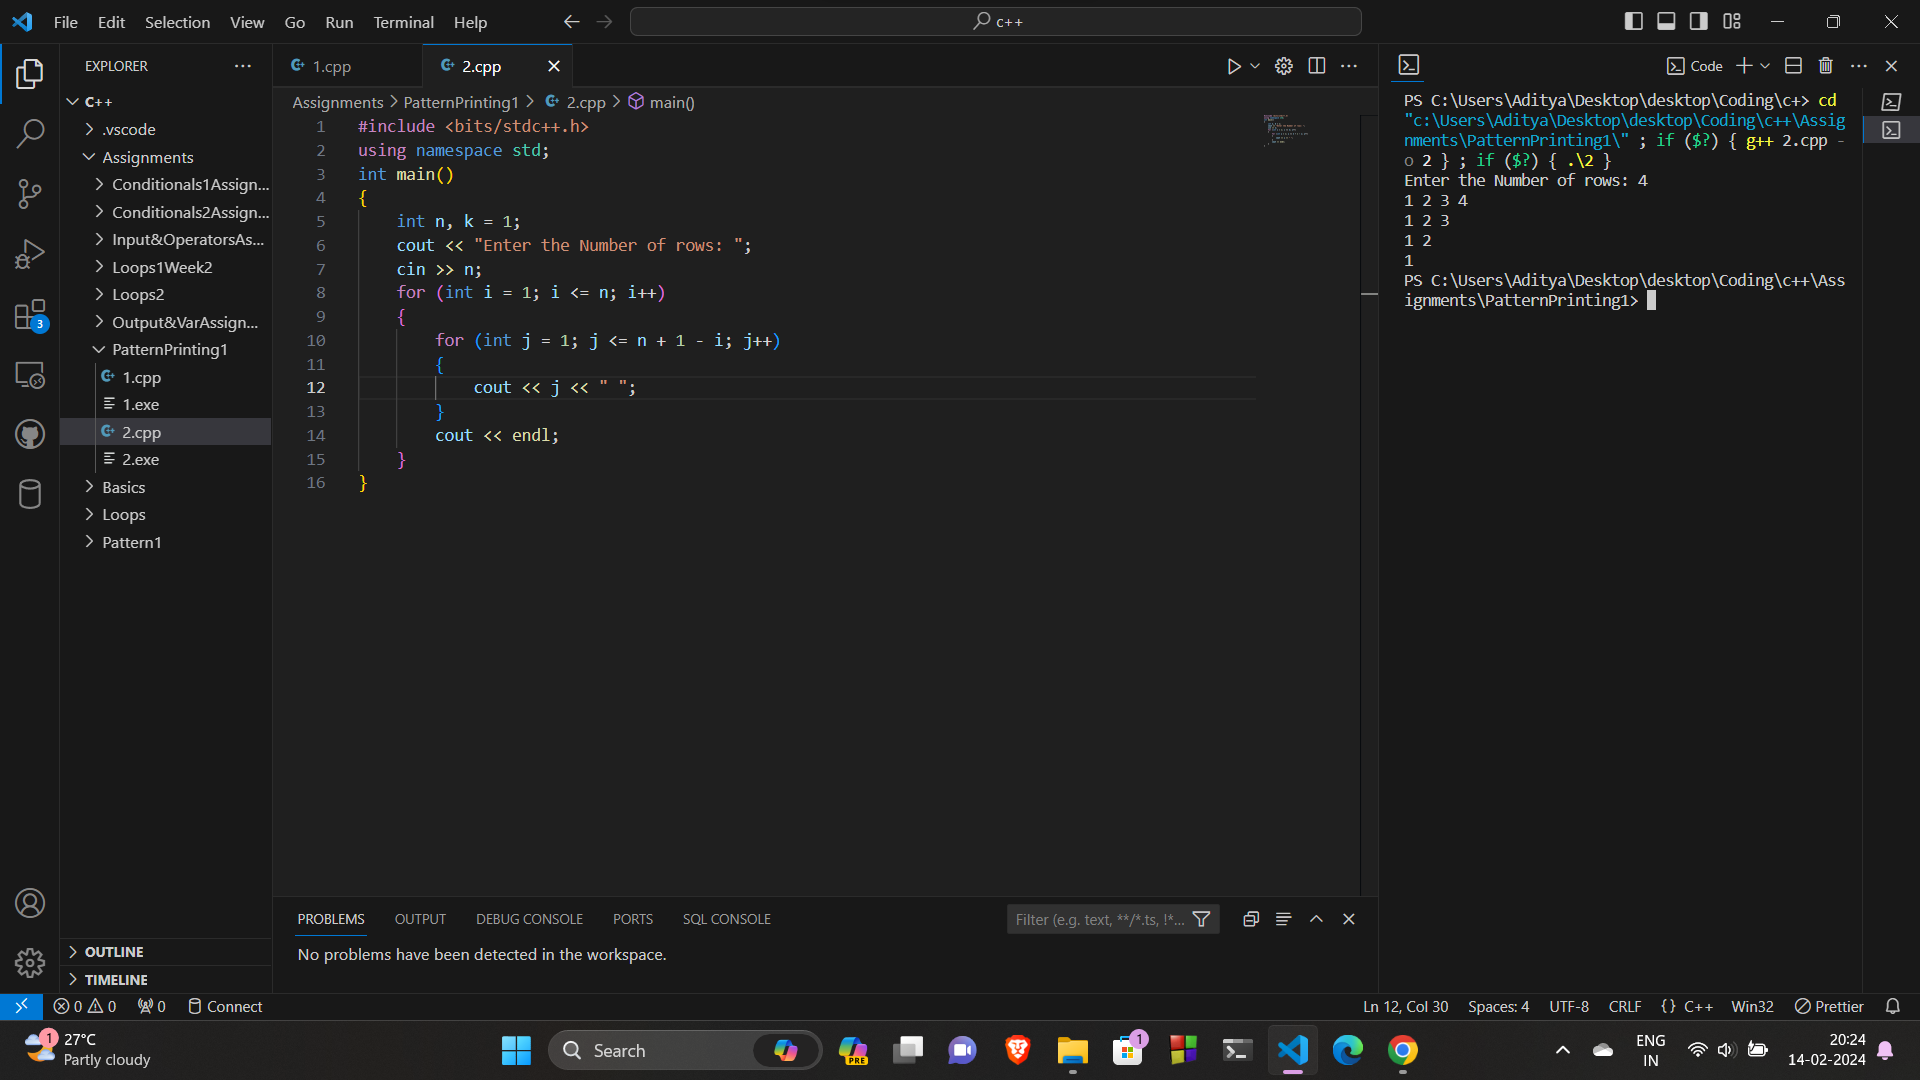 File Edit Selection View Go Run Terminal Help
c++
EXPLORER
C++
.vscode
Assignments
Conditionals1Assign...
Conditionals2Assign...
Input&OperatorsAs...
Loops1Week2
Loops2
Output&VarAssign...
PatternPrinting1
1.cpp
1.exe
2.cpp
2.exe
Basics
Loops
Pattern1
OUTLINE
TIMELINE
1.cpp 2.cpp
Assignments > PatternPrinting1 > 2.cpp > main()
1 #include <bits/stdc++.h>
2 using namespace std;
3 int main()
4 {
5 int n, k = 1;
6 cout << "Enter the Number of rows: ";
7 cin >> n;
8 for (int i = 1; i <= n; i++)
9 {
10 for (int j = 1; j <= n + 1 - i; j++)
11 {
12 cout << j << " ";
13 }
14 cout << endl;
15 }
16 }
Code
PS C:\Users\Aditya\Desktop\desktop\Coding\c++> cd
"c:\Users\Aditya\Desktop\desktop\Coding\c++\Assig
nments\PatternPrinting1\" ; if ($?) { g++ 2.cpp -
o 2 } ; if ($?) { .\2 }
Enter the Number of rows: 4
1 2 3 4
1 2 3
1 2
1
PS C:\Users\Aditya\Desktop\desktop\Coding\c++\Ass
ignments\PatternPrinting1>
PROBLEMS OUTPUT DEBUG CONSOLE PORTS SQL CONSOLE
Filter (e.g. text, **/*.ts, !*...
No problems have been detected in the workspace.
3
0 0 0 Connect
Ln 12, Col 30 Spaces: 4 UTF-8 CRLF {} C++ Win32 Prettier
1
27°C
Partly cloudy
Search
PRE
1
ENG
IN
20:24
14-02-2024